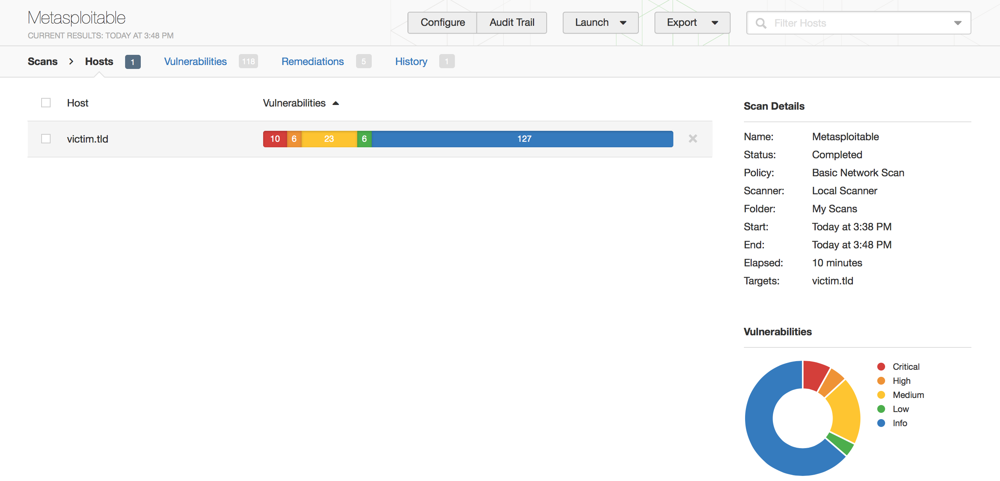 Metasploitable
CURRENT RESULTS: TODAY AT 3:48 PM
Configure
Audit Trail
Launch
Export
Filter Hosts
Scans > Hosts 1
Vulnerabilities 118
Remediations 5
History 1
Host
Vulnerabilities
victim.tld
10 6 23 6 127
Scan Details
Name: Metasploitable
Status: Completed
Policy: Basic Network Scan
Scanner: Local Scanner
Folder: My Scans
Start: Today at 3:38 PM
End: Today at 3:48 PM
Elapsed: 10 minutes
Targets: victim.tld
Vulnerabilities
Critical
High
Medium
Low
Info